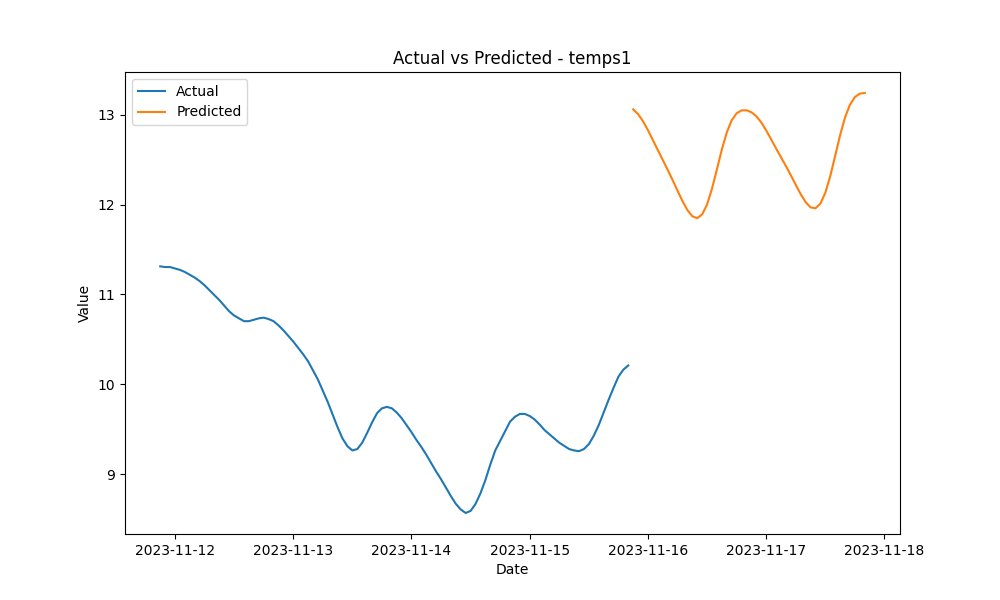 Actual vs Predicted - temps1
Actual
Predicted
13
12
11
10
9
Value
2023-11-12
2023-11-13
2023-11-14
2023-11-15
2023-11-16
2023-11-17
2023-11-18
Date